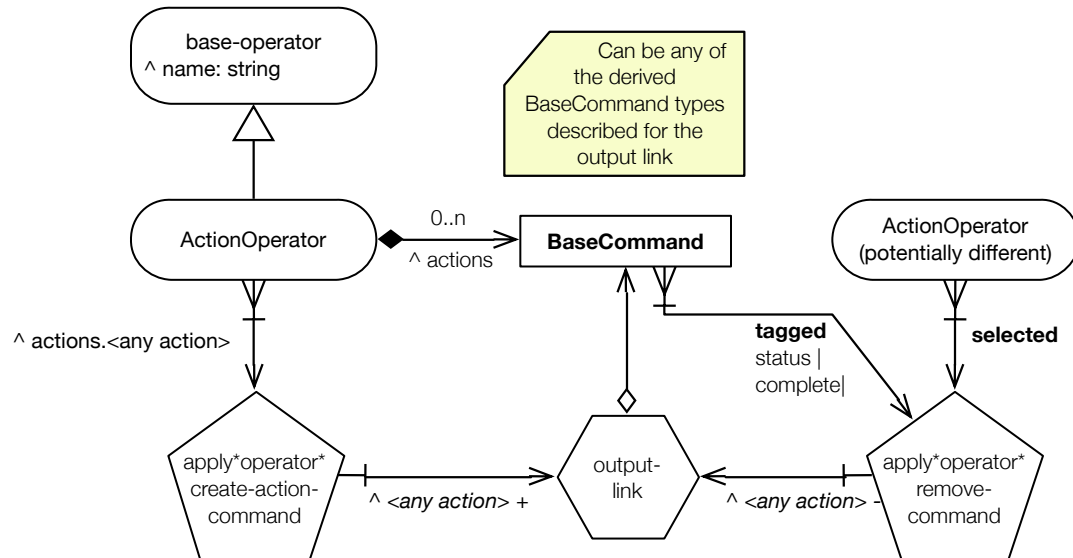 base-operator
^ name: string
Can be any of
the derived
BaseCommand types
described for the
output link
ActionOperator
0..n
^ actions
BaseCommand
ActionOperator
(potentially different)
^ actions.<any action>
tagged
status |
complete|
selected
apply*operator*
create-action-
command
^ <any action> +
output-
link
^ <any action> -
apply*operator*
remove-
command